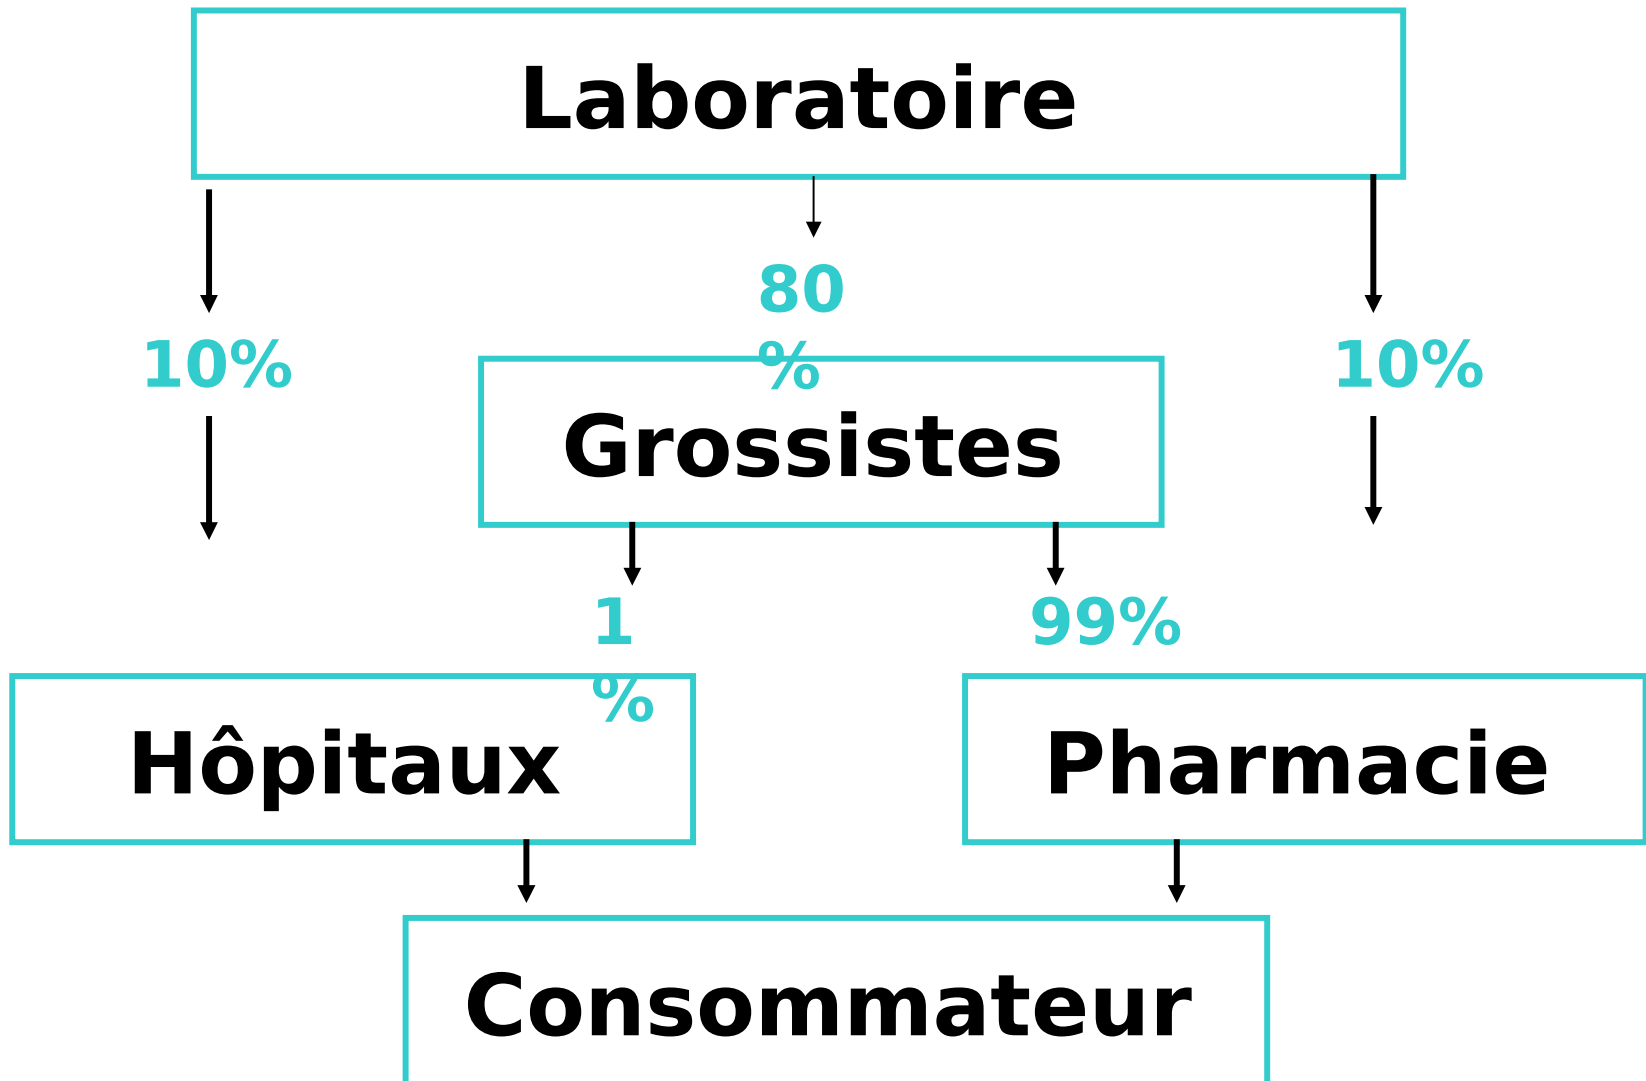 Laboratoire
80
%
10%
10%
Grossistes
1
%
99%
Hôpitaux
Pharmacie
Consommateur